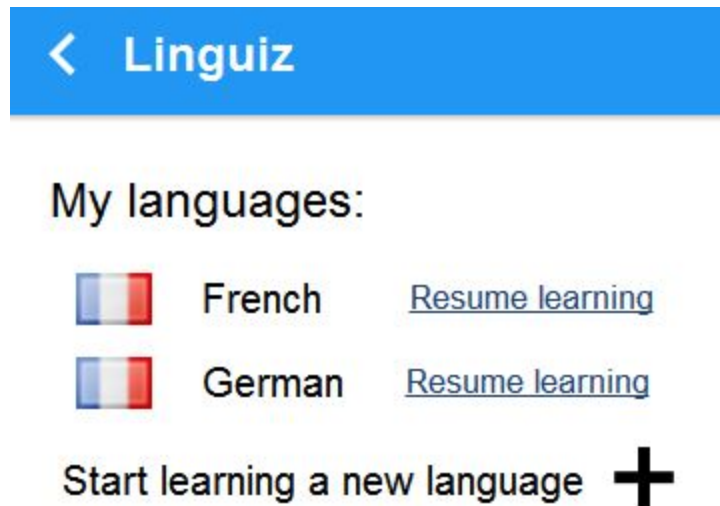 Linguiz
My languages:
French Resume learning
German Resume learning
Start learning a new language